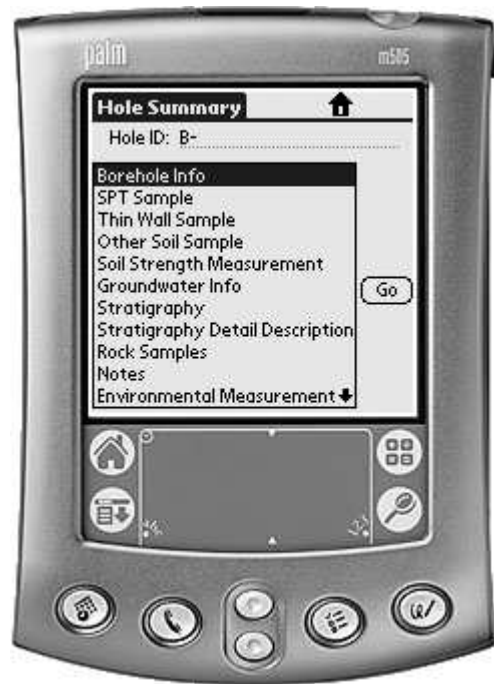 palm m505
Hole Summary
Hole ID: B-
Borehole Info
SPT Sample
Thin Wall Sample
Other Soil Sample
Soil Strength Measurement
Groundwater Info
Go
Stratigraphy
Stratigraphy Detail Description
Rock Samples
Notes
Environmental Measurement